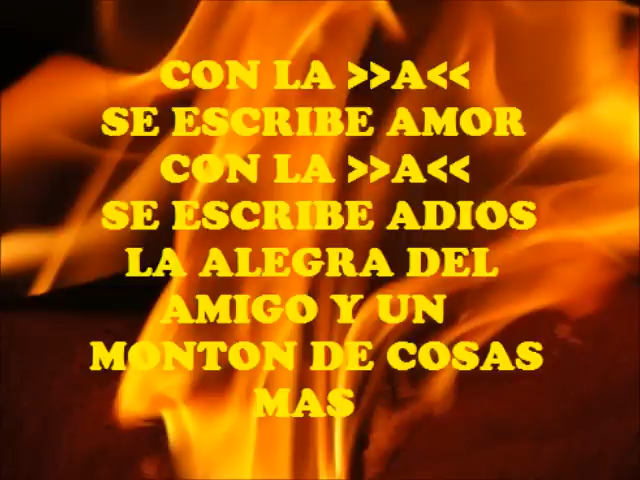 CON LA >>A<<
SE ESCRIBE AMOR
CON LA >>A<<
SE ESCRIBE ADIOS
LA ALEGRA DEL
AMIGO Y UN
MONTON DE COSAS
MAS